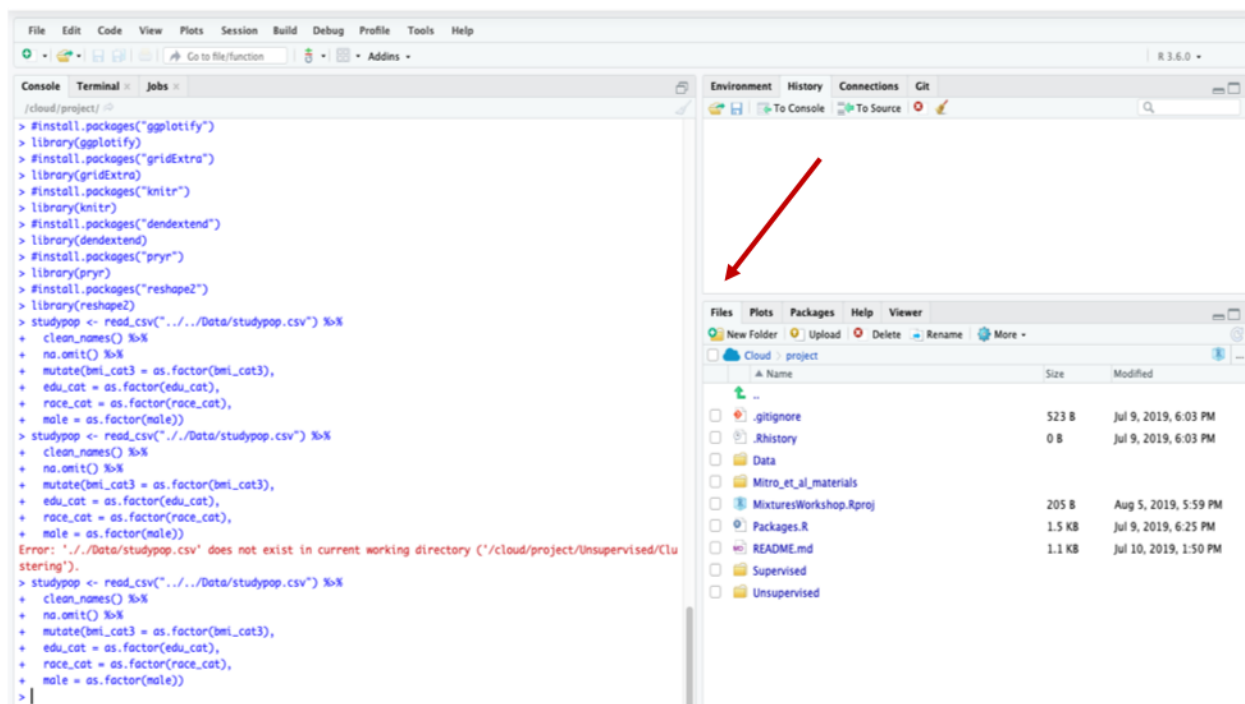 File Edit Code View Plots Session Build Debug Profile Tools Help
Go to file/function Addins R 3.6.0
Console Terminal Jobs
/cloud/project/
> #install.packages("ggplotify")
> library(ggplotify)
> #install.packages("gridExtra")
> library(gridExtra)
> #install.packages("knitr")
> library(knitr)
> #install.packages("dendextend")
> library(dendextend)
> #install.packages("pryr")
> library(pryr)
> #install.packages("reshape2")
> library(reshape2)
> studypop <- read_csv("../../Data/studypop.csv") %>%
+ clean_names() %>%
+ na.omit() %>%
+ mutate(bmi_cat3 = as.factor(bmi_cat3),
+ edu_cat = as.factor(edu_cat),
+ race_cat = as.factor(race_cat),
+ male = as.factor(male))
> studypop <- read_csv("././Data/studypop.csv") %>%
+ clean_names() %>%
+ na.omit() %>%
+ mutate(bmi_cat3 = as.factor(bmi_cat3),
+ edu_cat = as.factor(edu_cat),
+ race_cat = as.factor(race_cat),
+ male = as.factor(male))
Error: '././Data/studypop.csv' does not exist in current working directory ('/cloud/project/Unsupervised/Clu
stering').
> studypop <- read_csv("../../Data/studypop.csv") %>%
+ clean_names() %>%
+ na.omit() %>%
+ mutate(bmi_cat3 = as.factor(bmi_cat3),
+ edu_cat = as.factor(edu_cat),
+ race_cat = as.factor(race_cat),
+ male = as.factor(male))
>
Environment History Connections Git
To Console To Source
Files Plots Packages Help Viewer
New Folder Upload Delete Rename More
Cloud > project ...
Name Size Modified
..
.gitignore 523 B Jul 9, 2019, 6:03 PM
.Rhistory 0 B Jul 9, 2019, 6:03 PM
Data
Mitro_et_al_materials
MixturesWorkshop.Rproj 205 B Aug 5, 2019, 5:59 PM
Packages.R 1.5 KB Jul 9, 2019, 6:25 PM
README.md 1.1 KB Jul 10, 2019, 1:50 PM
Supervised
Unsupervised